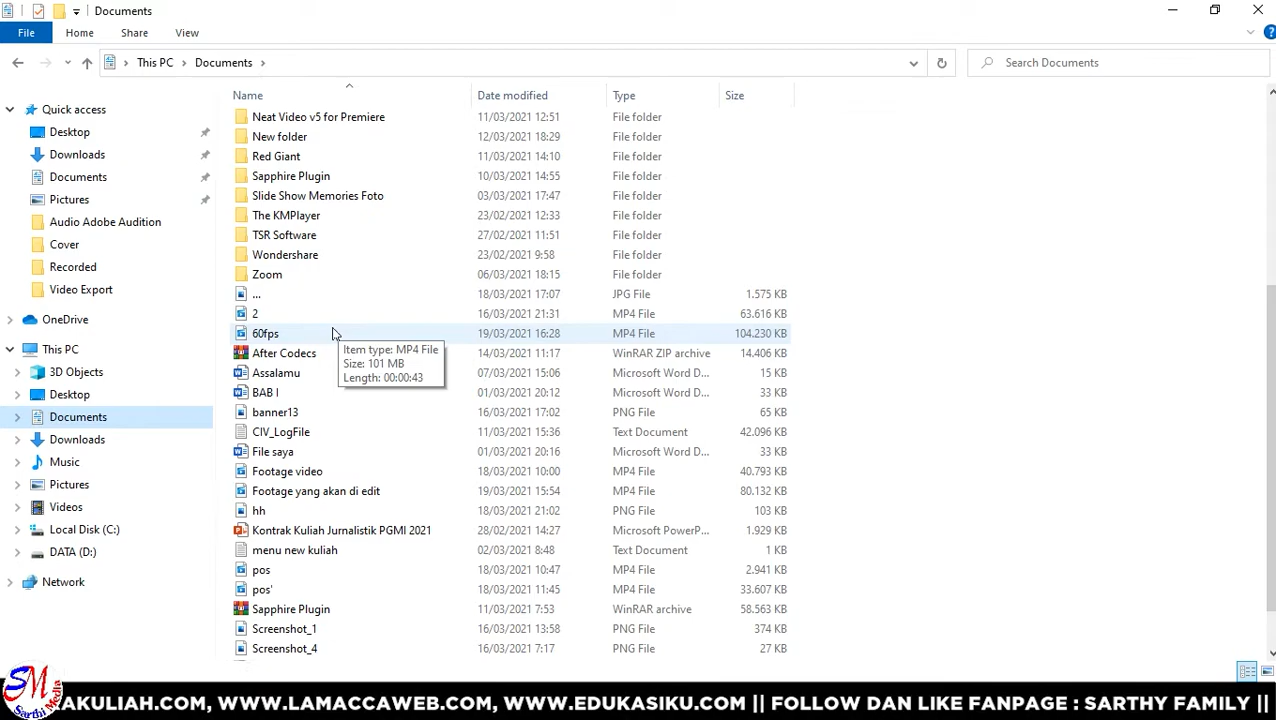 Documents
File Home Share View
This PC Documents Search Documents
Name Date modified Type Size
Quick access
Desktop
Downloads
Documents
Pictures
Audio Adobe Audition
Cover
Recorded
Video Export
OneDrive
This PC
3D Objects
Desktop
Documents
Downloads
Music
Pictures
Videos
Local Disk (C:)
DATA (D:)
Network
Neat Video v5 for Premiere 11/03/2021 12:51 File folder
New folder 12/03/2021 18:29 File folder
Red Giant 11/03/2021 14:10 File folder
Sapphire Plugin 10/03/2021 14:55 File folder
Slide Show Memories Foto 03/03/2021 17:47 File folder
The KMPlayer 23/02/2021 12:33 File folder
TSR Software 27/02/2021 11:51 File folder
Wondershare 23/02/2021 9:58 File folder
Zoom 06/03/2021 18:15 File folder
... 18/03/2021 17:07 JPG File 1.575 KB
2 16/03/2021 21:31 MP4 File 63.616 KB
60fps 19/03/2021 16:28 MP4 File 104.230 KB
After Codecs 14/03/2021 11:17 WinRAR ZIP archive 14.406 KB
Assalamu 07/03/2021 15:06 Microsoft Word D... 15 KB
BAB I 01/03/2021 20:12 Microsoft Word D... 33 KB
banner13 16/03/2021 17:02 PNG File 65 KB
CIV_LogFile 11/03/2021 15:36 Text Document 42.096 KB
File saya 01/03/2021 20:16 Microsoft Word D... 33 KB
Footage video 18/03/2021 10:00 MP4 File 40.793 KB
Footage yang akan di edit 19/03/2021 15:54 MP4 File 80.132 KB
hh 18/03/2021 21:02 PNG File 103 KB
Kontrak Kuliah Jurnalistik PGMI 2021 28/02/2021 14:27 Microsoft PowerP... 1.929 KB
menu new kuliah 02/03/2021 8:48 Text Document 1 KB
pos 18/03/2021 10:47 MP4 File 2.941 KB
pos' 18/03/2021 11:45 MP4 File 33.607 KB
Sapphire Plugin 11/03/2021 7:53 WinRAR archive 58.563 KB
Screenshot_1 16/03/2021 13:58 PNG File 374 KB
Screenshot_4 16/03/2021 7:17 PNG File 27 KB
Item type: MP4 File
Size: 101 MB
Length: 00:00:43
SM
Sarthy Media
AKULIAH.COM, WWW.LAMACCAWEB.COM, WWW.EDUKASIKU.COM || FOLLOW DAN LIKE FANPAGE : SARTHY FAMILY ||